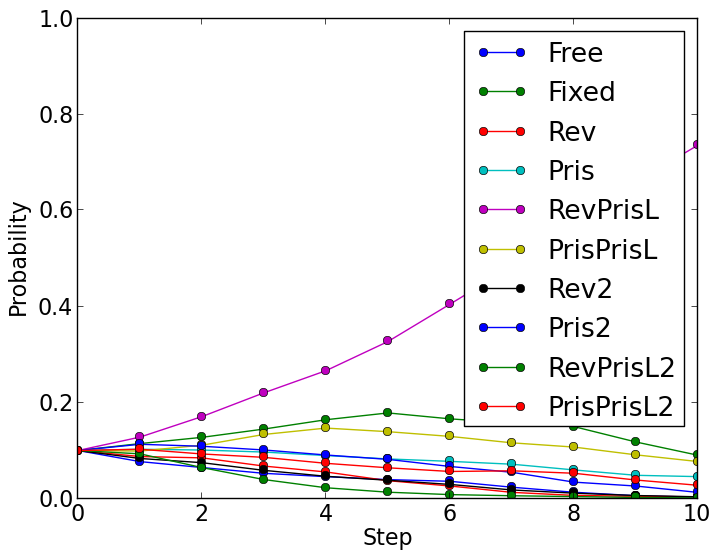 1.0
0.8
0.6
0.4
0.2
0.0
Probability
0 2 4 6 8 10
Step
Free
Fixed
Rev
Pris
RevPrisL
PrisPrisL
Rev2
Pris2
RevPrisL2
PrisPrisL2